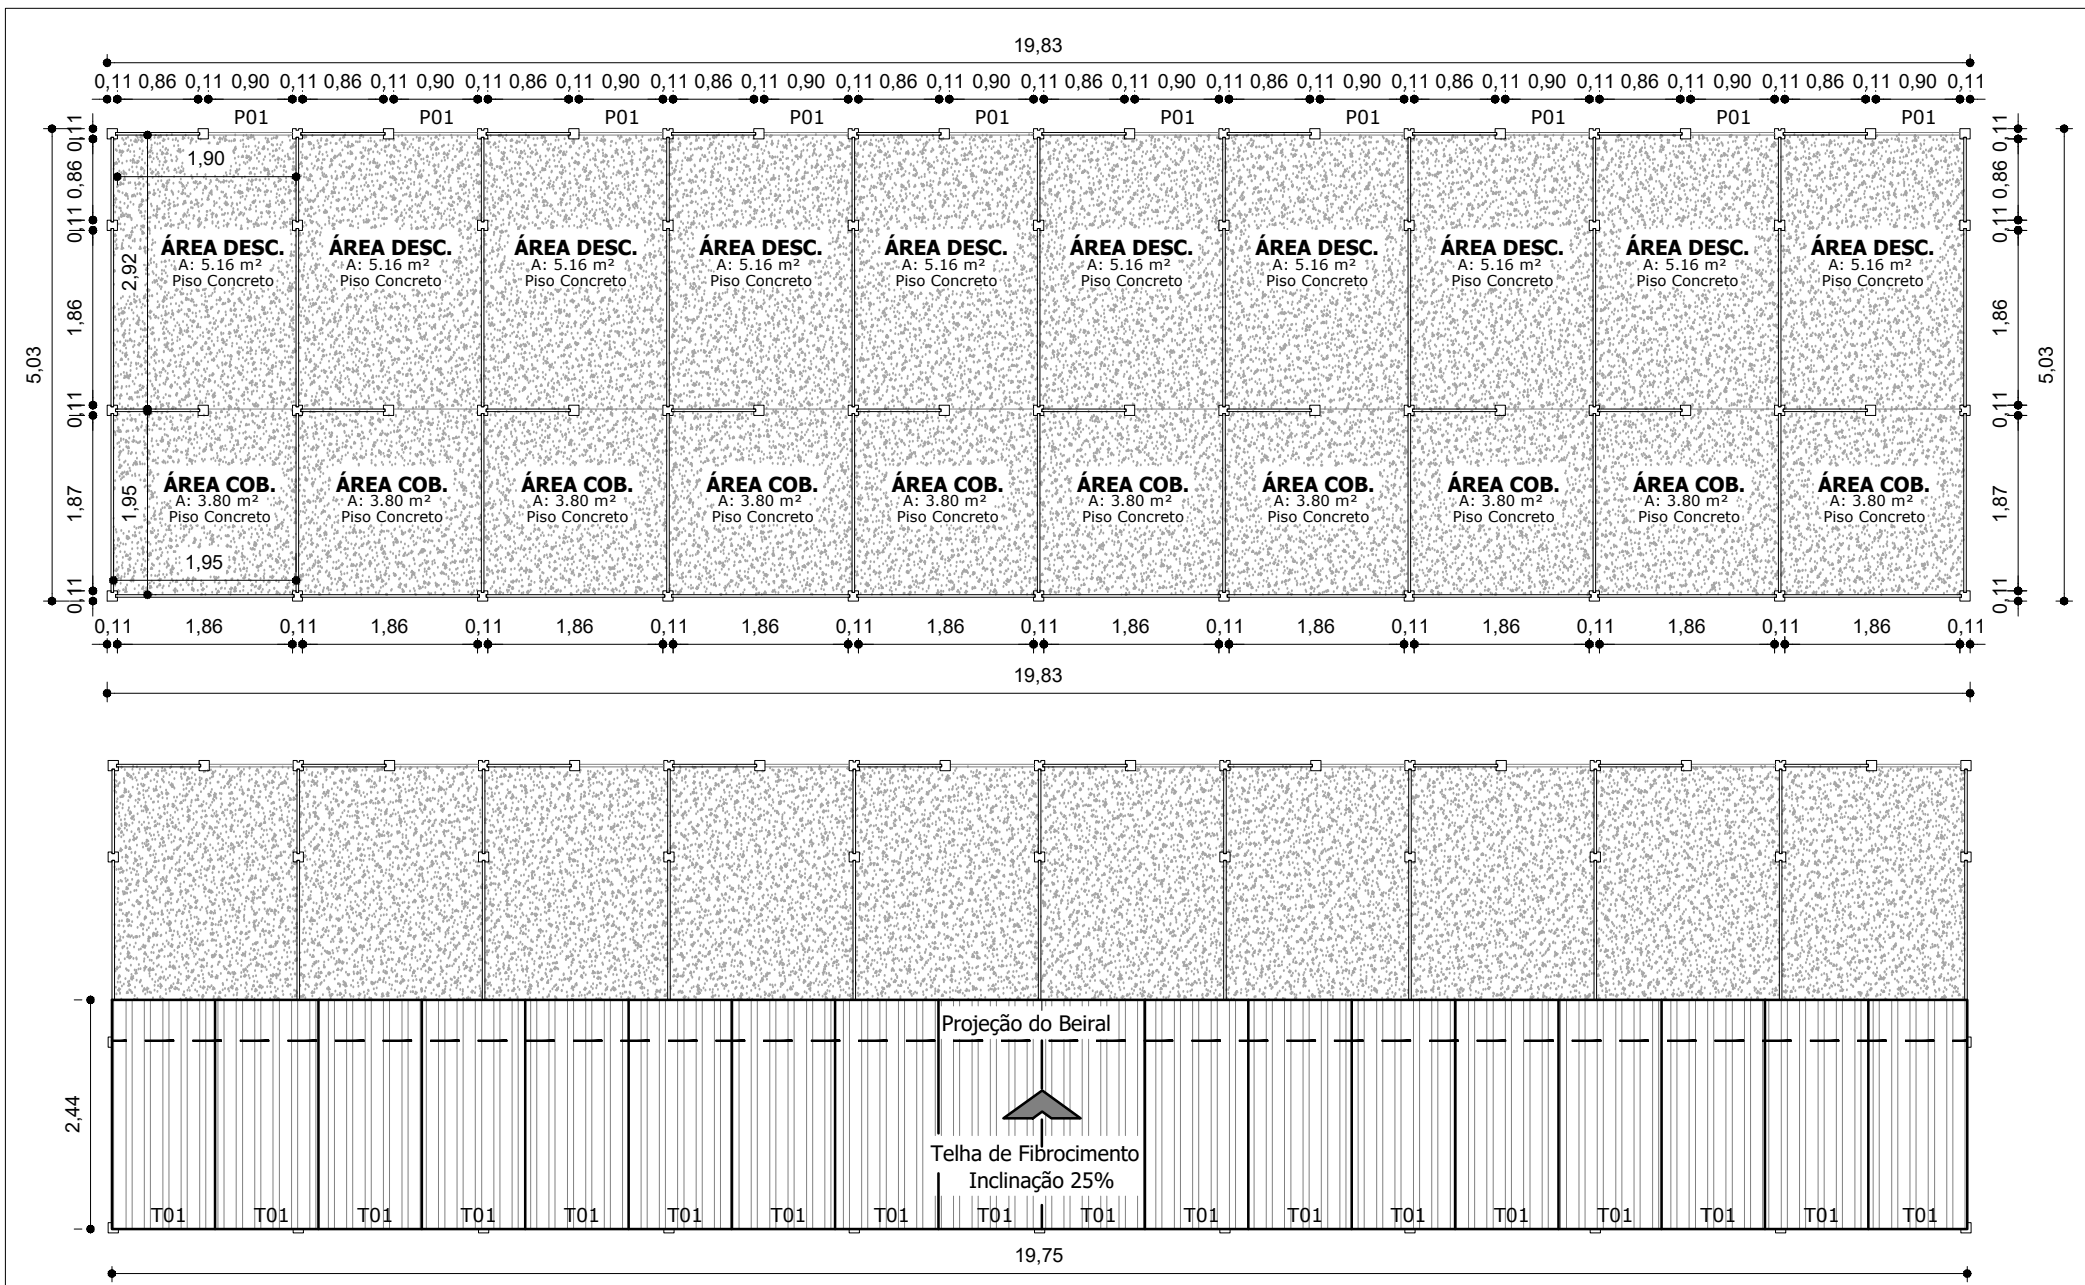 19,83
0,11 0,86 0,11 0,90 0,11 0,86 0,11 0,90 0,11 0,86 0,11 0,90 0,11 0,86 0,11 0,90 0,11 0,86 0,11 0,90 0,11 0,86 0,11 0,90 0,11 0,86 0,11 0,90 0,11 0,86 0,11 0,90 0,11 0,86 0,11 0,90 0,11 0,86 0,11 0,90 0,11
P01 P01 P01 P01 P01 P01 P01 P01 P01 P01
5,03
0,11 0,86 0,11 1,86 0,11 1,87 0,11
1,90
2,92
ÁREA DESC. ÁREA DESC. ÁREA DESC. ÁREA DESC. ÁREA DESC. ÁREA DESC. ÁREA DESC. ÁREA DESC. ÁREA DESC. ÁREA DESC.
A: 5.16 m² A: 5.16 m² A: 5.16 m² A: 5.16 m² A: 5.16 m² A: 5.16 m² A: 5.16 m² A: 5.16 m² A: 5.16 m² A: 5.16 m²
Piso Concreto Piso Concreto Piso Concreto Piso Concreto Piso Concreto Piso Concreto Piso Concreto Piso Concreto Piso Concreto Piso Concreto
ÁREA COB. ÁREA COB. ÁREA COB. ÁREA COB. ÁREA COB. ÁREA COB. ÁREA COB. ÁREA COB. ÁREA COB. ÁREA COB.
A: 3.80 m² A: 3.80 m² A: 3.80 m² A: 3.80 m² A: 3.80 m² A: 3.80 m² A: 3.80 m² A: 3.80 m² A: 3.80 m² A: 3.80 m²
Piso Concreto Piso Concreto Piso Concreto Piso Concreto Piso Concreto Piso Concreto Piso Concreto Piso Concreto Piso Concreto Piso Concreto
1,95
1,95
0,11 0,86 0,11 1,86 0,11 1,87 0,11
5,03
0,11 1,86 0,11 1,86 0,11 1,86 0,11 1,86 0,11 1,86 0,11 1,86 0,11 1,86 0,11 1,86 0,11 1,86 0,11 1,86 0,11
19,83
Projeção do Beiral
2,44
Telha de Fibrocimento
Inclinação 25%
T01 T01 T01 T01 T01 T01 T01 T01 T01 T01 T01 T01 T01 T01 T01 T01 T01 T01
19,75